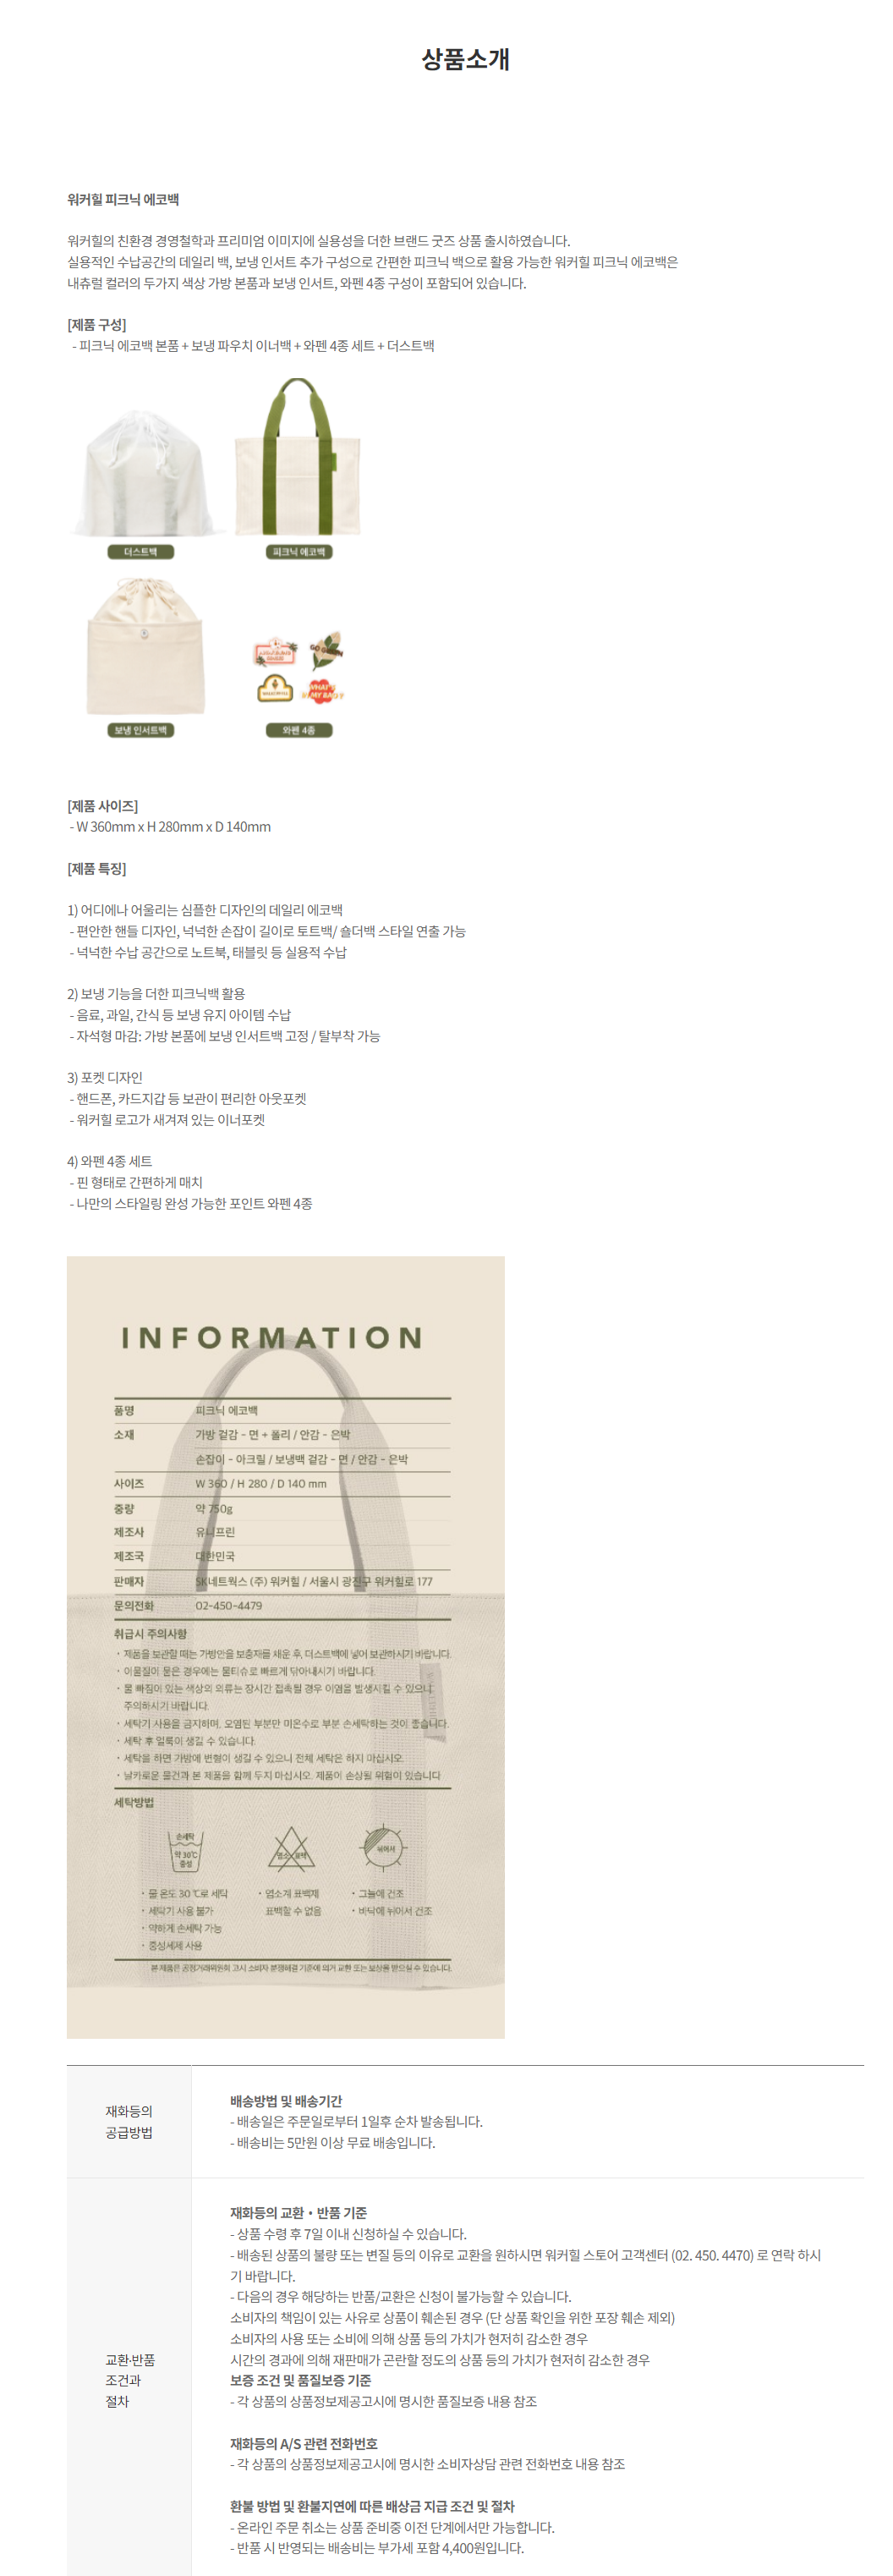 상품소개
워커힐 피크닉 에코백
워커힐의 친환경 경영철학과 프리미엄 이미지에 실용성을 더한 브랜드 굿즈 상품 출시하였습니다.
실용적인 수납공간의 데일리 백, 보냉 인서트 추가 구성으로 간편한 피크닉 백으로 활용 가능한 워커힐 피크닉 에코백은
내츄럴 컬러의 두가지 색상 가방 본품과 보냉 인서트, 와펜 4종 구성이 포함되어 있습니다.
[제품 구성]
- 피크닉 에코백 본품 + 보냉 파우치 이너백 + 와펜 4종 세트 + 더스트백
더스트백
피크닉 에코백
GO GREEN
WHAT'S
IN MY BAG?
보냉 인서트백
와펜 4종
[제품 사이즈]
- W 360mm x H 280mm x D 140mm
[제품 특징]
1) 어디에나 어울리는 심플한 디자인의 데일리 에코백
- 편안한 핸들 디자인, 넉넉한 손잡이 길이로 토트백/ 숄더백 스타일 연출 가능
- 넉넉한 수납 공간으로 노트북, 태블릿 등 실용적 수납
2) 보냉 기능을 더한 피크닉백 활용
- 음료, 과일, 간식 등 보냉 유지 아이템 수납
- 자석형 마감: 가방 본품에 보냉 인서트백 고정 / 탈부착 가능
3) 포켓 디자인
- 핸드폰, 카드지갑 등 보관이 편리한 아웃포켓
- 워커힐 로고가 새겨져 있는 이너포켓
4) 와펜 4종 세트
- 핀 형태로 간편하게 매치
- 나만의 스타일링 완성 가능한 포인트 와펜 4종
INFORMATION
품명 피크닉 에코백
소재 가방 겉감 - 면 + 폴리 / 안감 - 은박
손잡이 - 아크릴 / 보냉백 겉감 - 면 / 안감 - 은박
사이즈 W 360 / H 280 / D 140 mm
중량 약 750g
제조사 유니프린
제조국 대한민국
판매자 SK네트웍스 (주) 워커힐 / 서울시 광진구 워커힐로 177
문의전화 02-450-4479
취급시 주의사항
· 제품을 보관할 때는 가방안을 보충재를 채운 후, 더스트백에 넣어 보관하시기 바랍니다.
· 이물질이 묻은 경우에는 물티슈로 빠르게 닦아내시기 바랍니다.
· 물 빠짐이 있는 색상의 의류는 장시간 접촉될 경우 이염을 발생시킬 수 있으니
주의하시기 바랍니다.
· 세탁기 사용을 금지하며, 오염된 부분만 미온수로 부분 손세탁하는 것이 좋습니다.
· 세탁 후 얼룩이 생길 수 있습니다.
· 세탁을 하면 가방에 변형이 생길 수 있으니 전체 세탁은 하지 마십시오.
· 날카로운 물건과 본 제품을 함께 두지 마십시오. 제품이 손상될 위험이 있습니다
세탁방법
손세탁
약 30℃
중성
염소 표백
뉘어서
· 물 온도 30 ℃로 세탁
· 세탁기 사용 불가
· 약하게 손세탁 가능
· 중성세제 사용
· 염소계 표백제
표백할 수 없음
· 그늘에 건조
· 바닥에 뉘어서 건조
본 제품은 공정거래위원회 고시 소비자 분쟁해결 기준에 의거 교환 또는 보상을 받으실 수 있습니다.
재화등의
공급방법
배송방법 및 배송기간
- 배송일은 주문일로부터 1일후 순차 발송됩니다.
- 배송비는 5만원 이상 무료 배송입니다.
교환·반품
조건과
절차
재화등의 교환・반품 기준
- 상품 수령 후 7일 이내 신청하실 수 있습니다.
- 배송된 상품의 불량 또는 변질 등의 이유로 교환을 원하시면 워커힐 스토어 고객센터 (02. 450. 4470) 로 연락 하시
기 바랍니다.
- 다음의 경우 해당하는 반품/교환은 신청이 불가능할 수 있습니다.
소비자의 책임이 있는 사유로 상품이 훼손된 경우 (단 상품 확인을 위한 포장 훼손 제외)
소비자의 사용 또는 소비에 의해 상품 등의 가치가 현저히 감소한 경우
시간의 경과에 의해 재판매가 곤란할 정도의 상품 등의 가치가 현저히 감소한 경우
보증 조건 및 품질보증 기준
- 각 상품의 상품정보제공고시에 명시한 품질보증 내용 참조
재화등의 A/S 관련 전화번호
- 각 상품의 상품정보제공고시에 명시한 소비자상담 관련 전화번호 내용 참조
환불 방법 및 환불지연에 따른 배상금 지급 조건 및 절차
- 온라인 주문 취소는 상품 준비중 이전 단계에서만 가능합니다.
- 반품 시 반영되는 배송비는 부가세 포함 4,400원입니다.